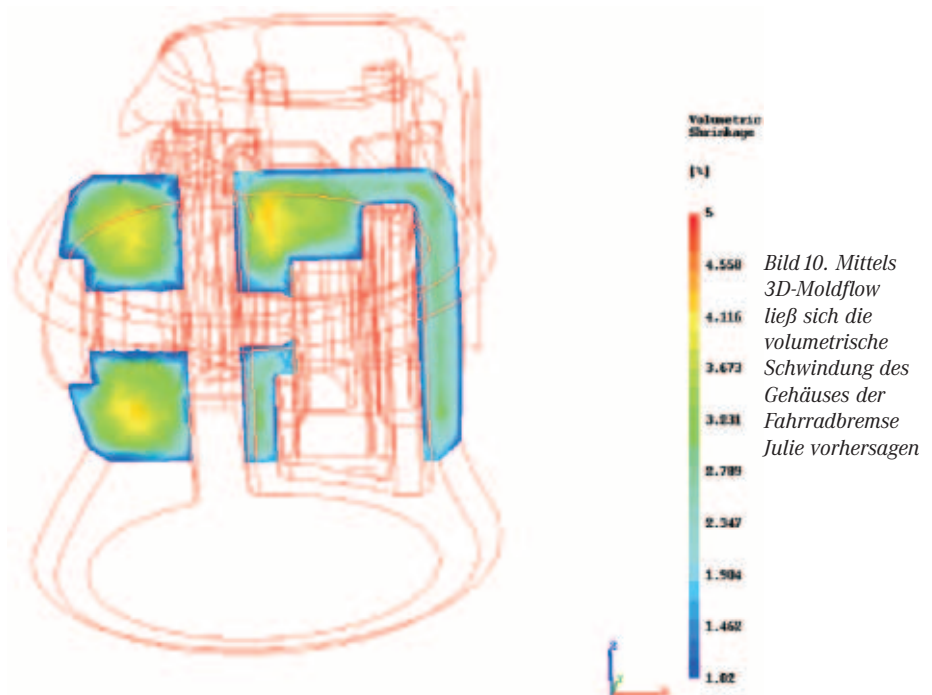 Volumetric
Shrinkage
[%]
5
4.558
4.116
3.673
3.231
2.789
2.347
1.904
1.462
1.02
Bild 10. Mittels
3D-Moldflow
ließ sich die
volumetrische
Schwindung des
Gehäuses der
Fahrradbremse
Julie vorhersagen
Z